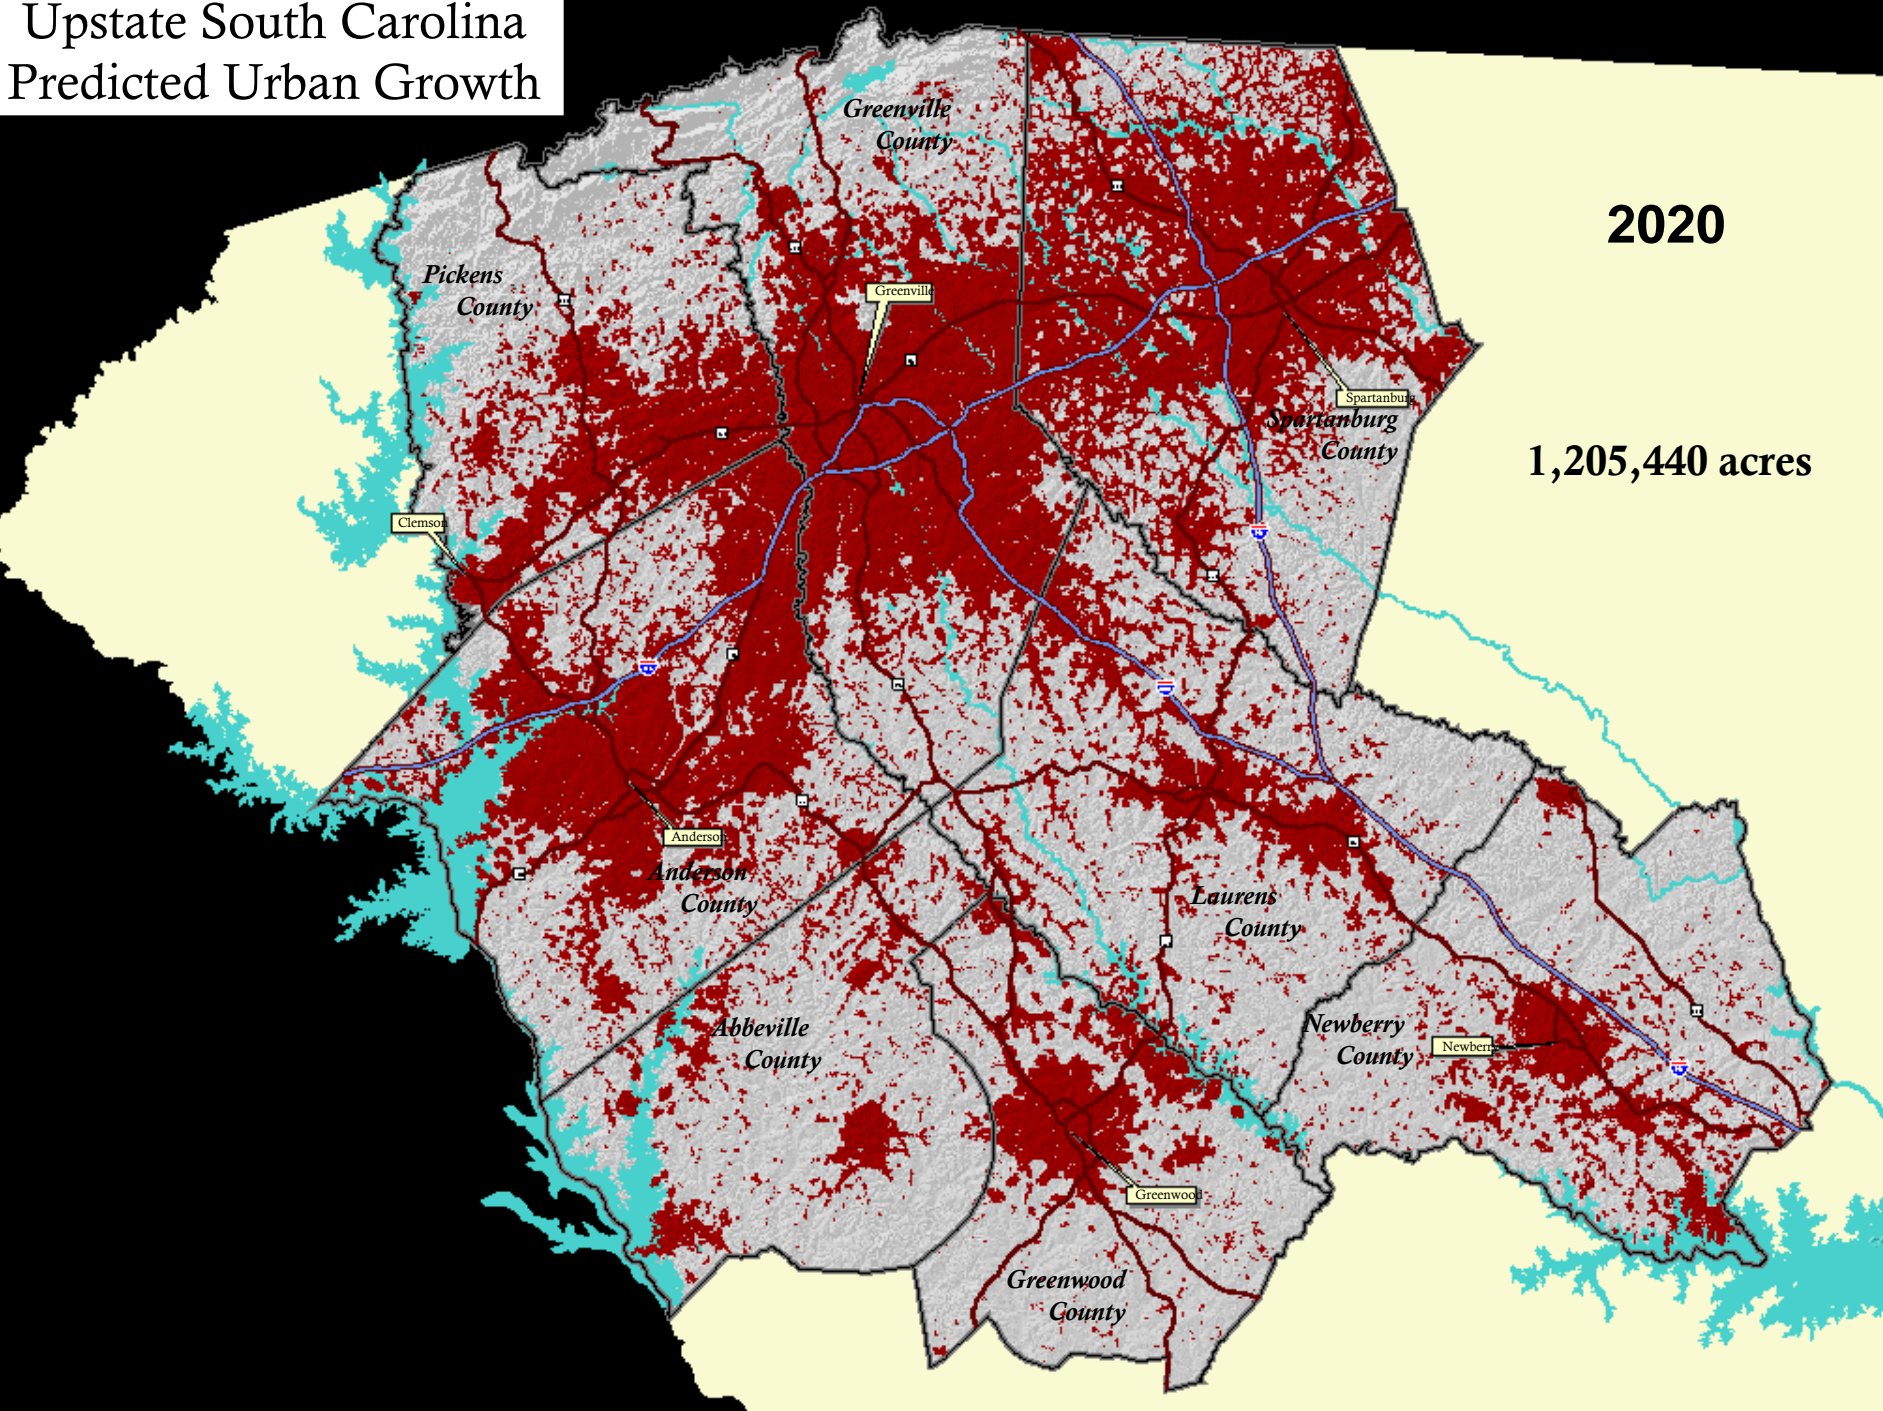 Upstate South Carolina
Predicted Urban Growth
2020
1,205,440 acres
Greenville
County
Pickens
County
Greenville
Spartanburg
Spartanburg
County
Clemson
Anderson
Anderson
County
Laurens
County
Abbeville
County
Newberry
County
Newberr
Greenwood
Greenwood
County